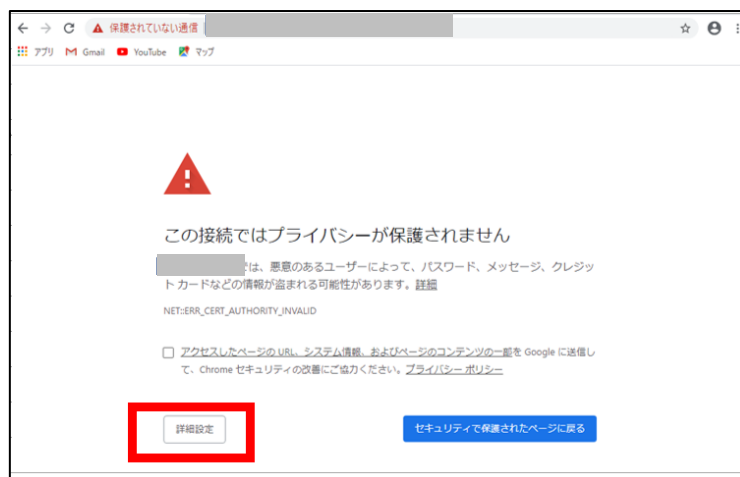 保護されていない通信
アプリ Gmail YouTube マップ
この接続ではプライバシーが保護されません
では、悪意のあるユーザーによって、パスワード、メッセージ、クレジッ
ト カードなどの情報が盗まれる可能性があります。詳細
NET::ERR_CERT_AUTHORITY_INVALID
アクセスしたページの URL、システム情報、およびページのコンテンツの一部を Google に送信し
て、Chrome セキュリティの改善にご協力ください。プライバシー ポリシー
詳細設定 セキュリティで保護されたページに戻る